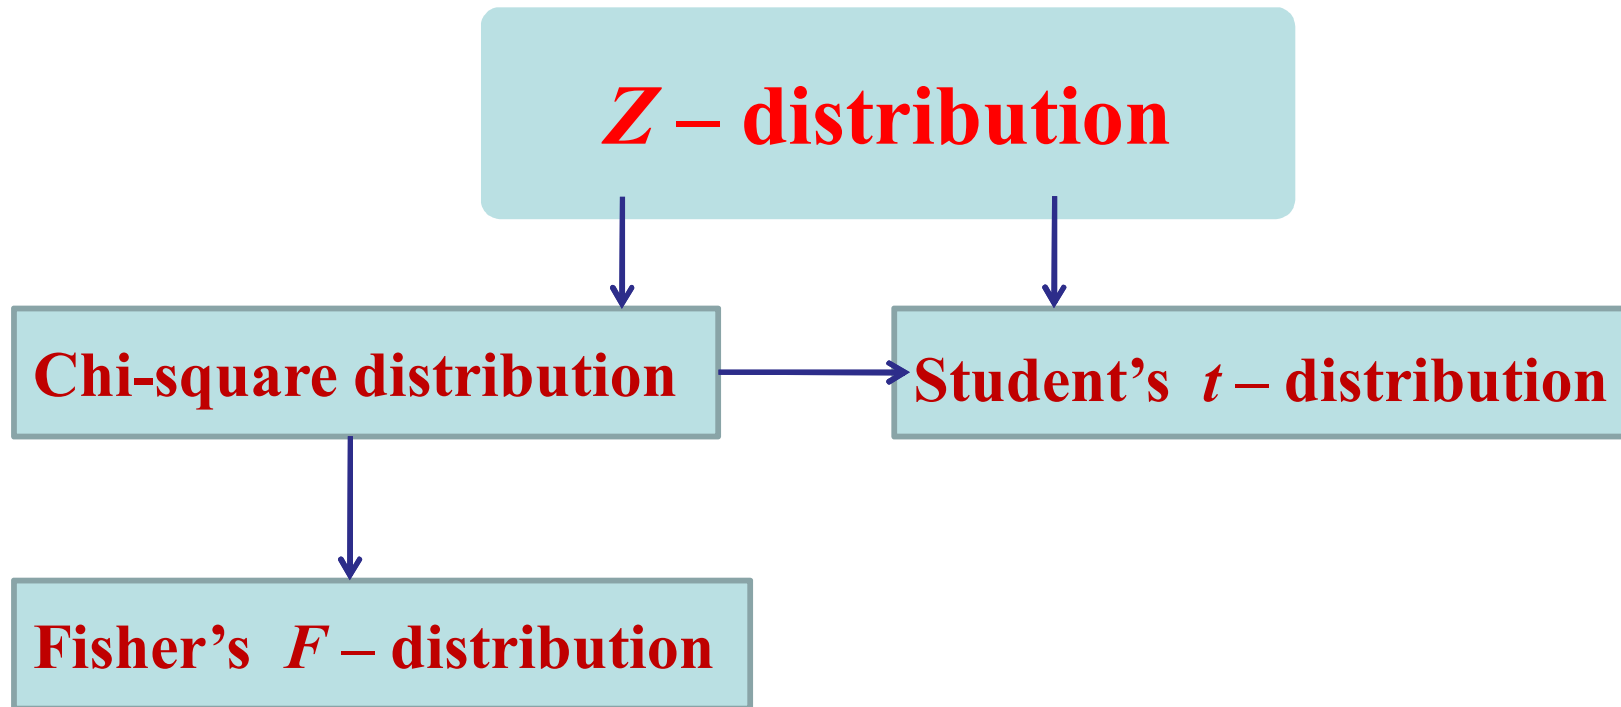 Z – distribution
Chi-square distribution
Student’s t – distribution
Fisher’s F – distribution